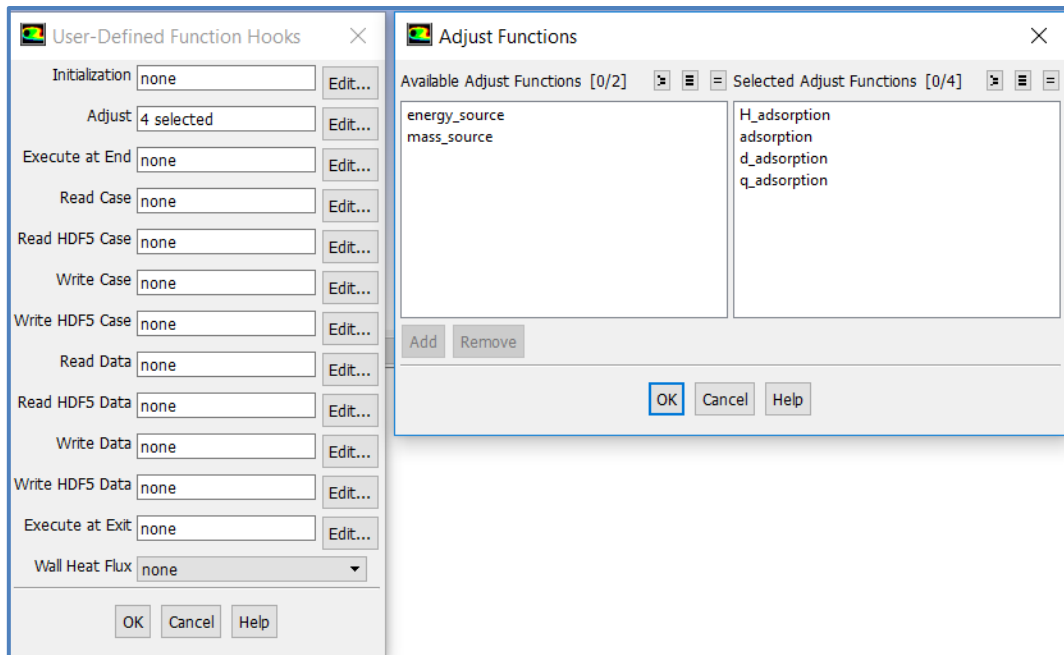 User-Defined Function Hooks
Initialization none Edit...
Adjust 4 selected Edit...
Execute at End none Edit...
Read Case none Edit...
Read HDF5 Case none Edit...
Write Case none Edit...
Write HDF5 Case none Edit...
Read Data none Edit...
Read HDF5 Data none Edit...
Write Data none Edit...
Write HDF5 Data none Edit...
Execute at Exit none Edit...
Wall Heat Flux none
OK Cancel Help
Adjust Functions
Available Adjust Functions [0/2] Selected Adjust Functions [0/4]
energy_source
mass_source
H_adsorption
adsorption
d_adsorption
q_adsorption
Add Remove
OK Cancel Help